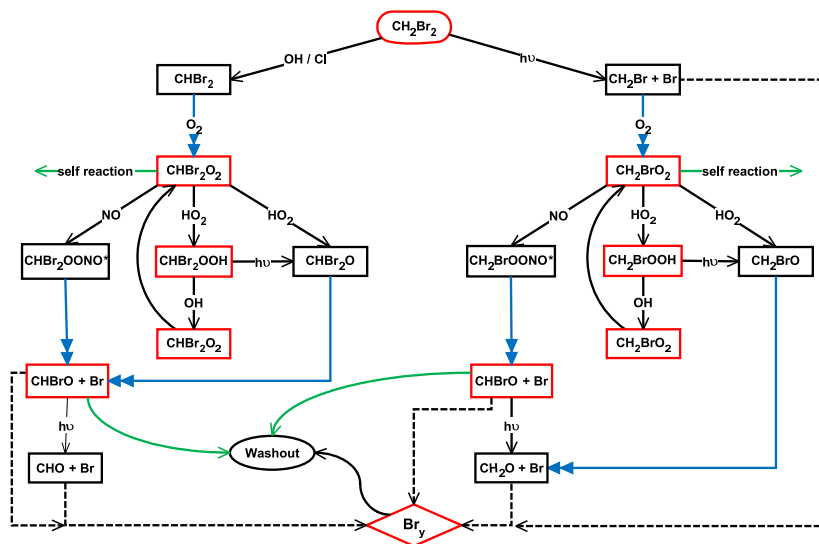 CH2Br2
OH / Cl
hυ
CHBr2
CH2Br + Br
O2
O2
self reaction
CHBr2O2
CH2BrO2
self reaction
NO
HO2
HO2
NO
HO2
HO2
CHBr2OONO*
CHBr2OOH
hυ
CHBr2O
CH2BrOONO*
CH2BrOOH
hυ
CH2BrO
OH
OH
CHBr2O2
CH2BrO2
CHBrO + Br
CHBrO + Br
hυ
hυ
Washout
CHO + Br
CH2O + Br
Bry